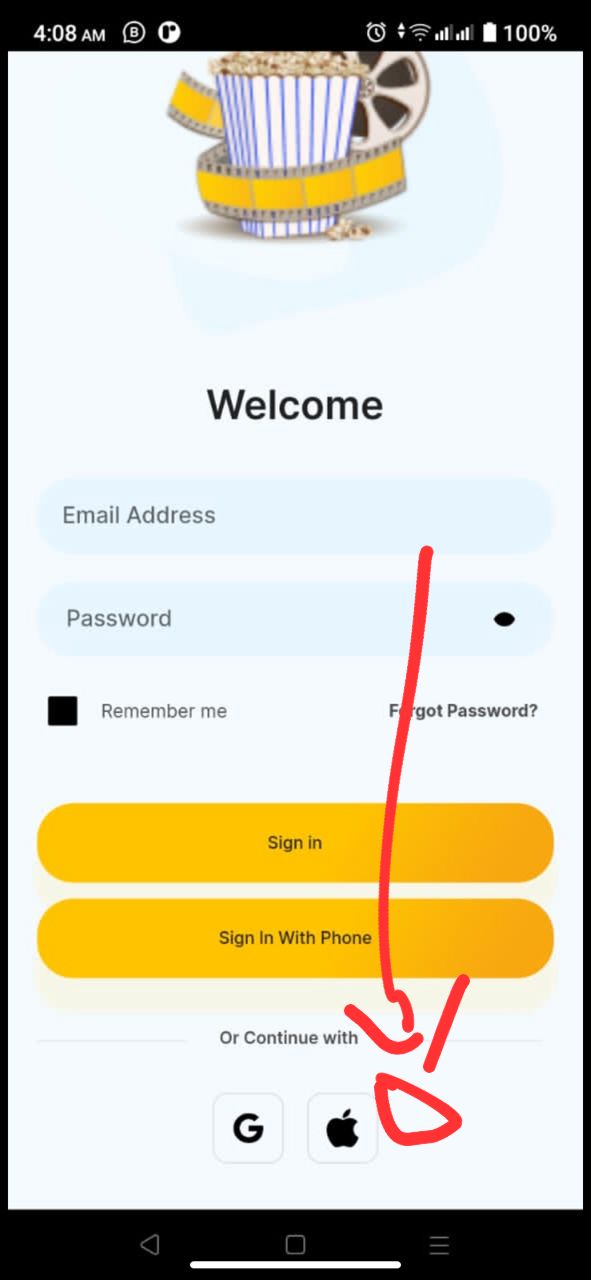 4:08 AM
100%
Welcome
Email Address
Password
Remember me
Forgot Password?
Sign in
Sign In With Phone
Or Continue with
G